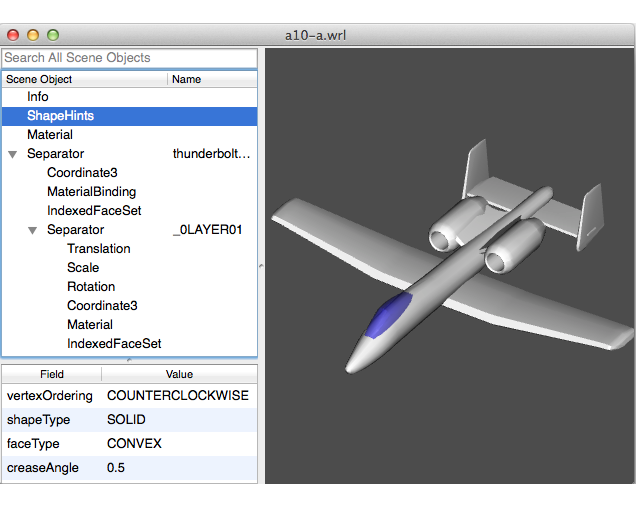 a10-a.wrl
Search All Scene Objects
Scene Object Name
Info
ShapeHints
Material
Separator thunderbolt...
Coordinate3
MaterialBinding
IndexedFaceSet
Separator _0LAYER01
Translation
Scale
Rotation
Coordinate3
Material
IndexedFaceSet
Field Value
vertexOrdering COUNTERCLOCKWISE
shapeType SOLID
faceType CONVEX
creaseAngle 0.5